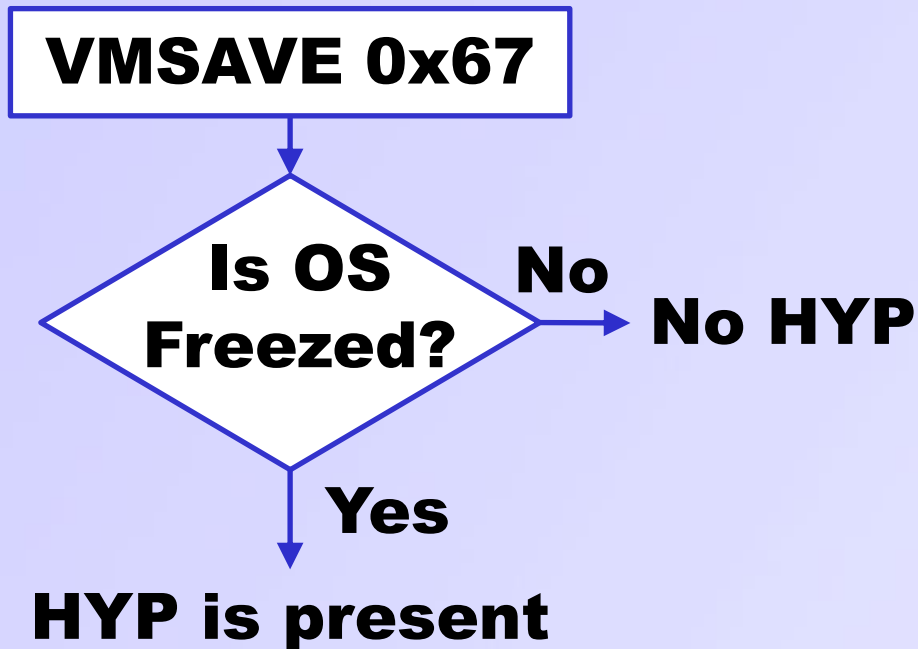 VMSAVE 0x67
Is OS
Freezed?
No
No HYP
Yes
HYP is present